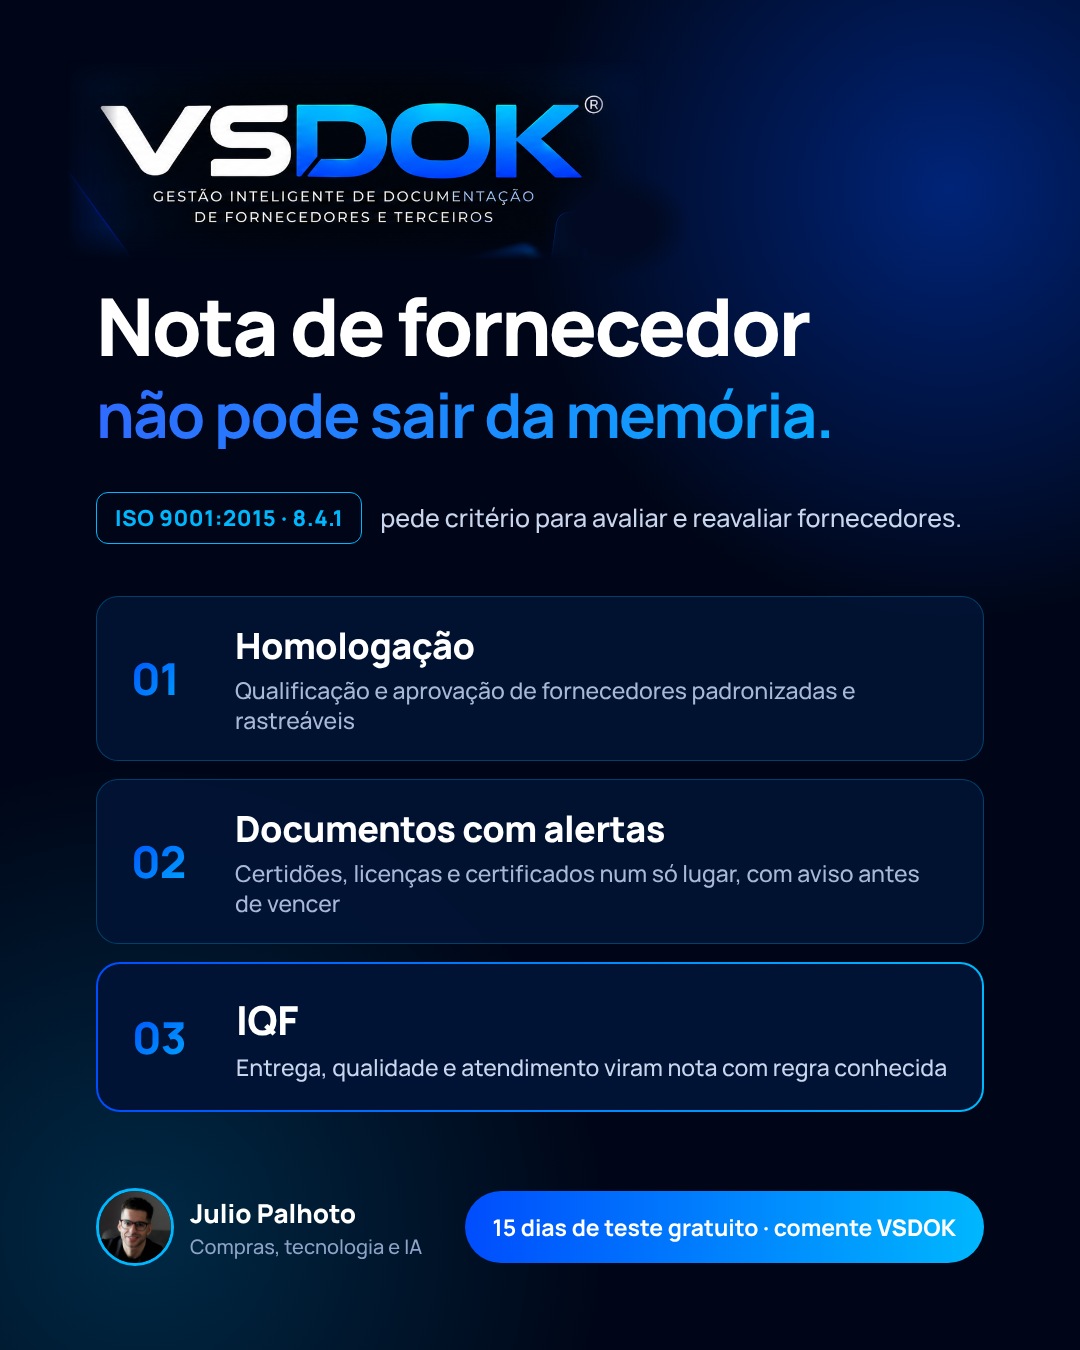 VSDOK®
GESTÃO INTELIGENTE DE DOCUMENTAÇÃO
DE FORNECEDORES E TERCEIROS
Nota de fornecedor
não pode sair da memória.
ISO 9001:2015 · 8.4.1 pede critério para avaliar e reavaliar fornecedores.
01
Homologação
Qualificação e aprovação de fornecedores padronizadas e
rastreáveis
02
Documentos com alertas
Certidões, licenças e certificados num só lugar, com aviso antes
de vencer
03
IQF
Entrega, qualidade e atendimento viram nota com regra conhecida
Julio Palhoto
Compras, tecnologia e IA
15 dias de teste gratuito · comente VSDOK